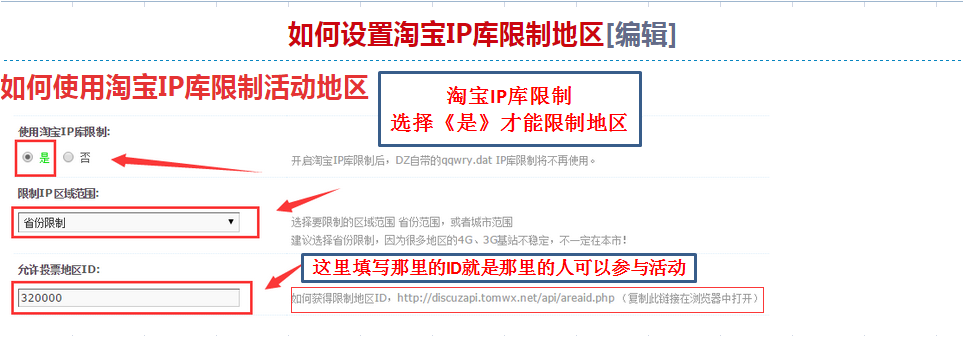 如何设置淘宝IP库限制地区[编辑]
如何使用淘宝IP库限制活动地区
淘宝IP库限制
选择《是》才能限制地区
使用淘宝IP库限制:
是 否
开启淘宝IP库限制后，DZ自带的qqwry.dat IP库限制将不再使用。
限制IP区域范围:
省份限制
选择要限制的区域范围 省份范围，或者城市范围
建议选择省份限制，因为很多地区的4G、3G基站不稳定，不一定在本市！
允许投票地区ID:
这里填写那里的ID就是那里的人可以参与活动
320000
如何获得限制地区ID，http://discuzapi.tomwx.net/api/areaid.php （复制此链接在浏览器中打开）